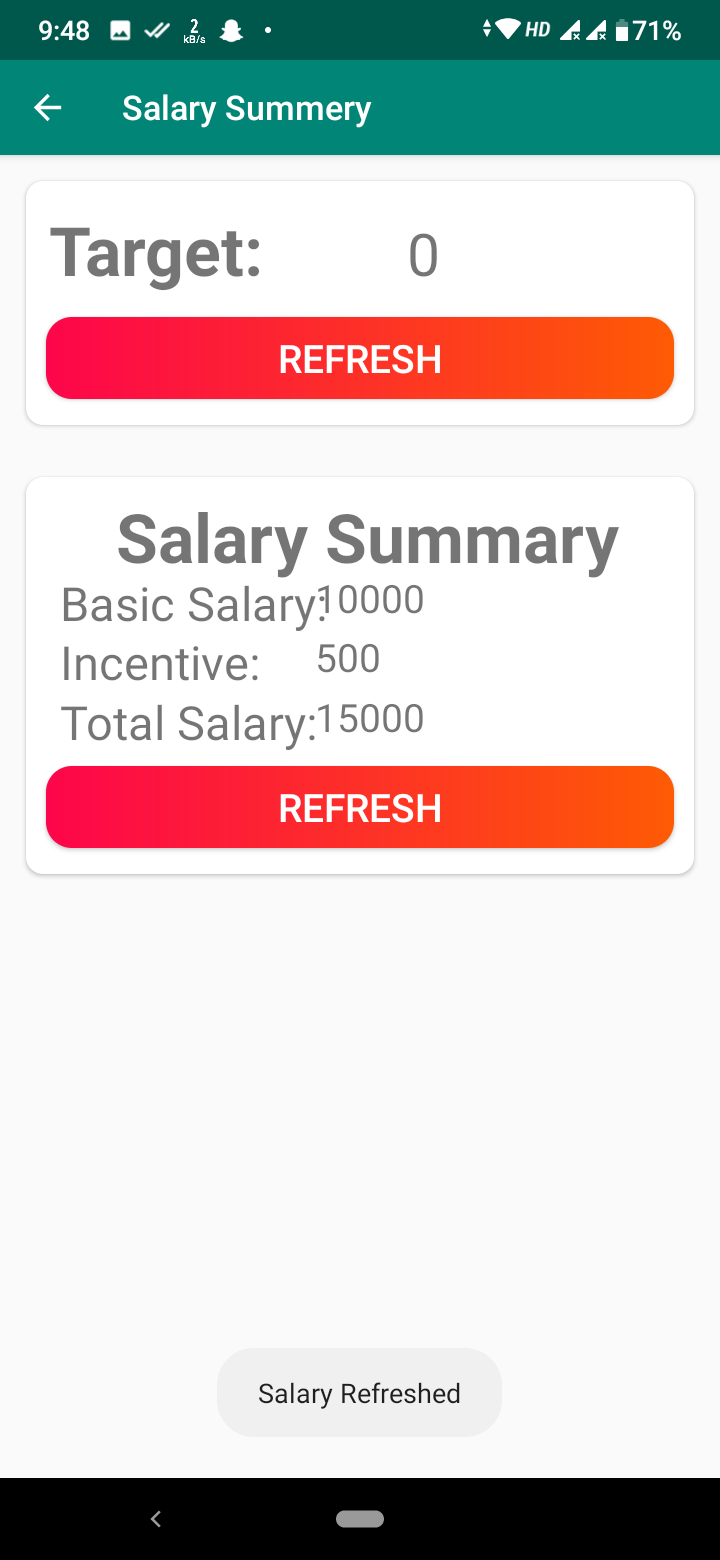 9:48 2 kB/s HD 71%
Salary Summery
Target: 0
REFRESH
Salary Summary
Basic Salary: 10000
Incentive: 500
Total Salary: 15000
REFRESH
Salary Refreshed